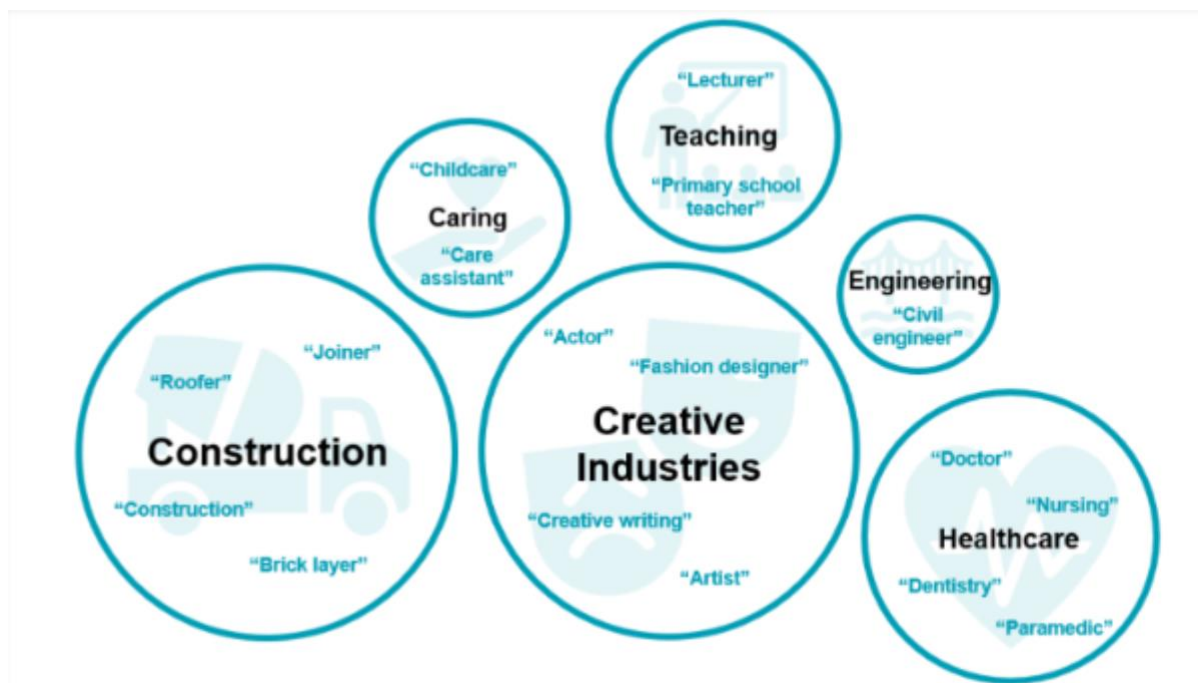 “Lecturer”
Teaching
“Primary school
teacher”
“Childcare”
Caring
“Care
assistant”
Engineering
“Civil
engineer”
“Joiner”
“Roofer”
Construction
“Construction”
“Brick layer”
“Actor”
“Fashion designer”
Creative
Industries
“Creative writing”
“Artist”
“Doctor”
“Nursing”
Healthcare
“Dentistry”
“Paramedic”